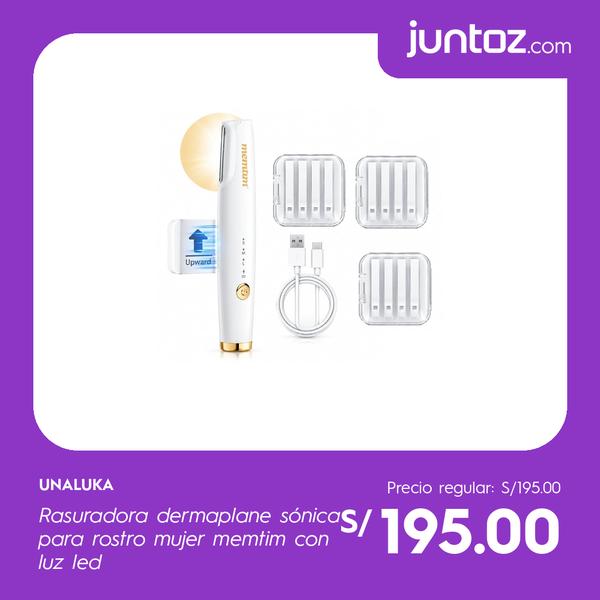 juntoz.com
memtim
Upward
UNALUKA
Rasuradora dermaplane sónica
para rostro mujer memtim con
luz led
Precio regular: S/195.00
S/195.00